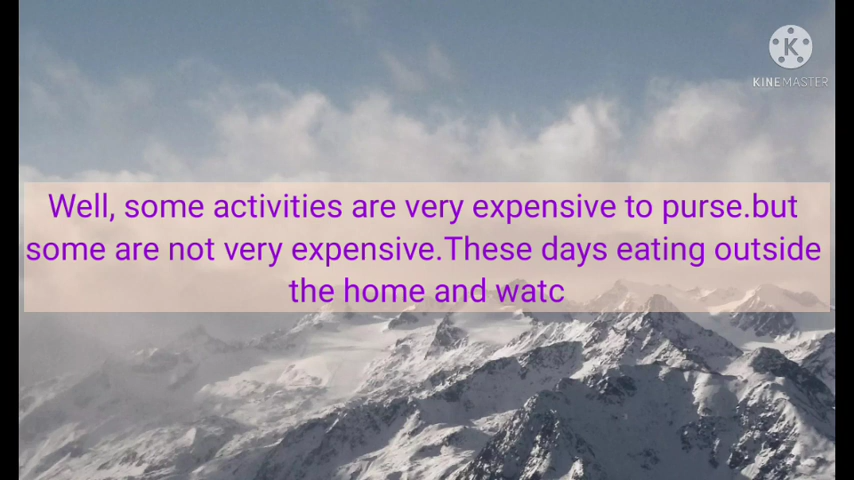 KINEMASTER
Well, some activities are very expensive to purse.but
some are not very expensive.These days eating outside
the home and watc